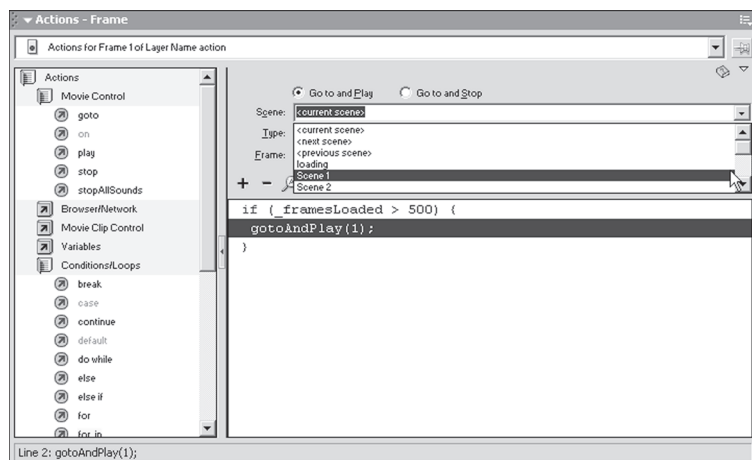 Actions - Frame
Actions for Frame 1 of Layer Name action
Actions
Movie Control
goto
on
play
stop
stopAllSounds
Browser/Network
Movie Clip Control
Variables
Conditions/Loops
break
case
continue
default
do while
else
else if
for
for in
Go to and Play
Go to and Stop
Scene: <current scene>
Type:
Frame:
<current scene>
<next scene>
<previous scene>
loading
Scene 1
Scene 2
if (_framesLoaded > 500) {
gotoAndPlay(1);
}
Line 2: gotoAndPlay(1);